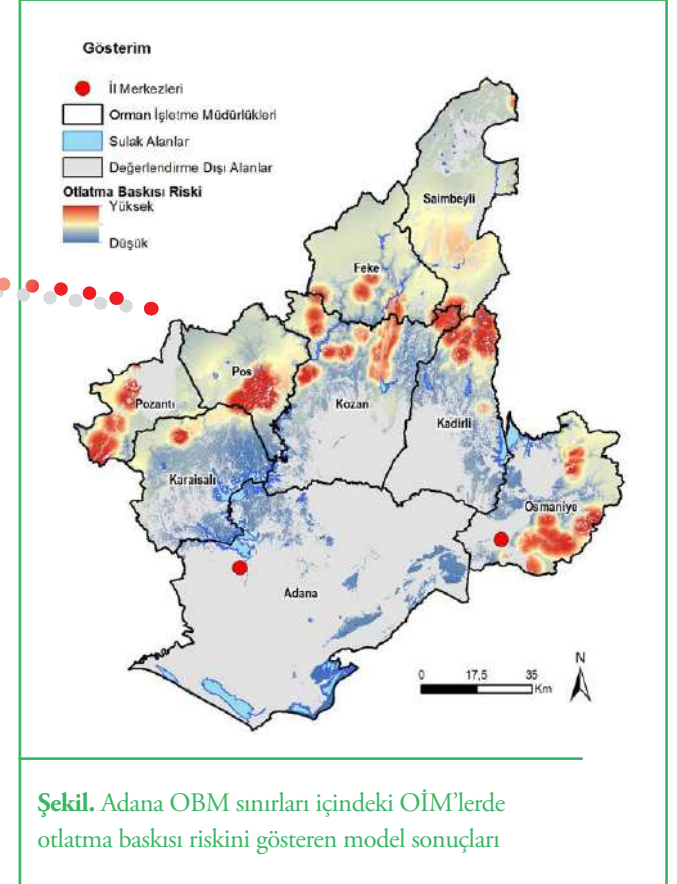 Gösterim
İl Merkezleri
Orman İşletme Müdürlükleri
Sulak Alanlar
Değerlendirme Dışı Alanlar
Otlatma Baskısı Riski
Yüksek
Düşük
Saimbeyli
Feke
Pos
Pozantı
Kozan
Kadirli
Karaisalı
Osmaniye
Adana
N
0 17,5 35
Km
Şekil. Adana OBM sınırları içindeki OİM’lerde
otlatma baskısı riskini gösteren model sonuçları